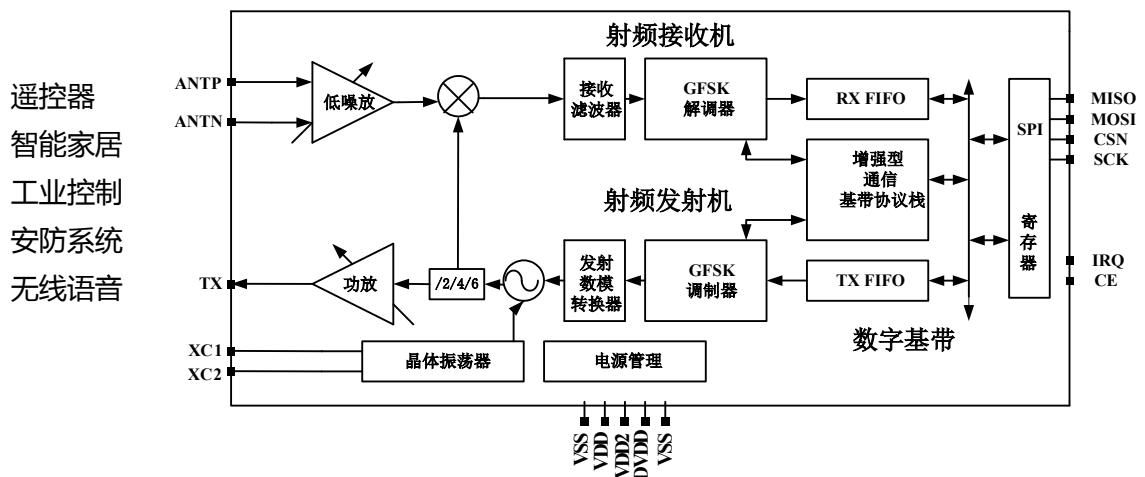 遥控器
智能家居
工业控制
安防系统
无线语音
射频接收机
ANTP
ANTN
低噪放
接收
滤波器
GFSK
解调器
RX FIFO
增强型
通信
基带协议栈
SPI
寄
存
器
MISO
MOSI
CSN
SCK
IRQ
CE
射频发射机
TX
功放
/2/4/6
发射
数模
转换器
GFSK
调制器
TX FIFO
数字基带
XC1
XC2
晶体振荡器
电源管理
VSS
VDD
VDD2
DVDD
VSS